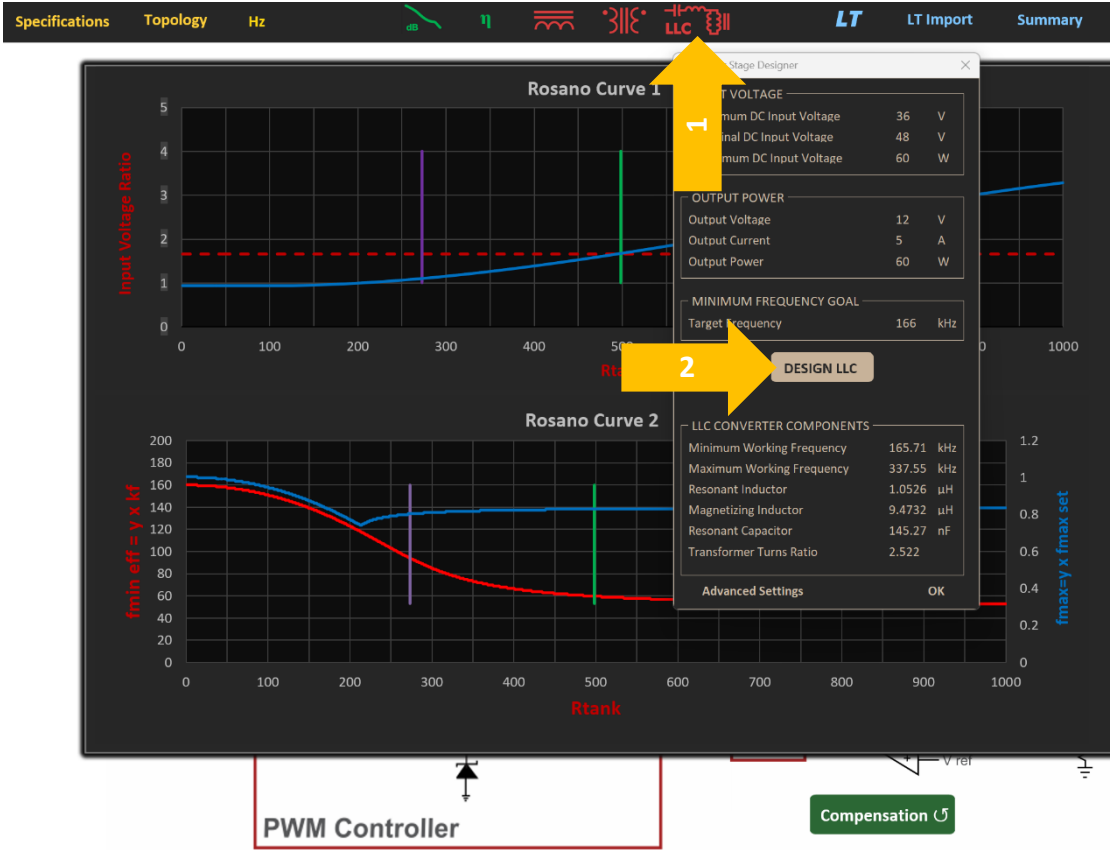 Specifications Topology Hz dB η LLC LT LT Import Summary
Stage Designer
1
Rosano Curve 1
Input Voltage Ratio
5
4
3
2
1
0
0 100 200 300 400 1000
T VOLTAGE
DC Input Voltage 36 V
DC Input Voltage 48 V
DC Input Voltage 60 W
OUTPUT POWER
Output Voltage 12 V
Output Current 5 A
Output Power 60 W
MINIMUM FREQUENCY GOAL
Target Frequency 166 kHz
2
DESIGN LLC
Rosano Curve 2
fmin eff = y x kf
200
180
160
140
120
100
80
60
40
20
0
0 100 200 300 400 500 600 700 800 900 1000
Rtank
1.2
1
0.8
0.6
0.4
0.2
0
fmax=y x fmax set
LLC CONVERTER COMPONENTS
Minimum Working Frequency 165.71 kHz
Maximum Working Frequency 337.55 kHz
Resonant Inductor 1.0526 μH
Magnetizing Inductor 9.4732 μH
Resonant Capacitor 145.27 nF
Transformer Turns Ratio 2.522
Advanced Settings OK
V ref
PWM Controller
Compensation ↺